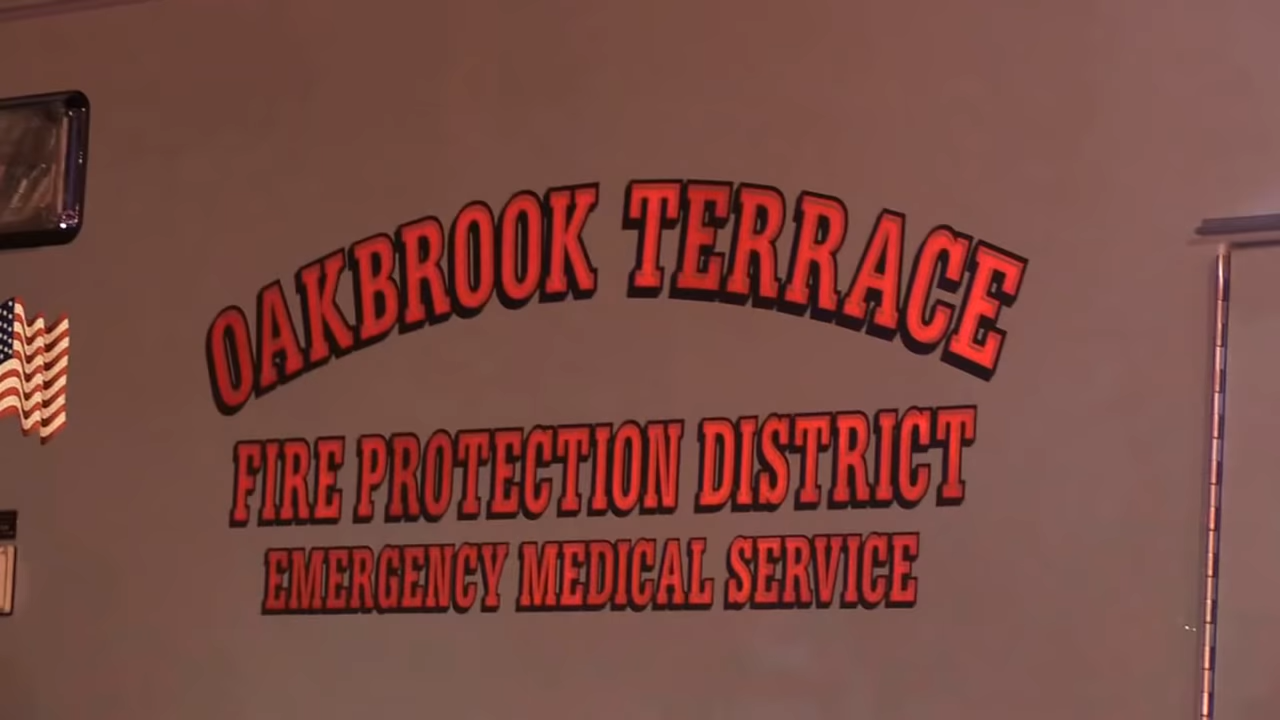 OAKBROOK TERRACE
FIRE PROTECTION DISTRICT
EMERGENCY MEDICAL SERVICE